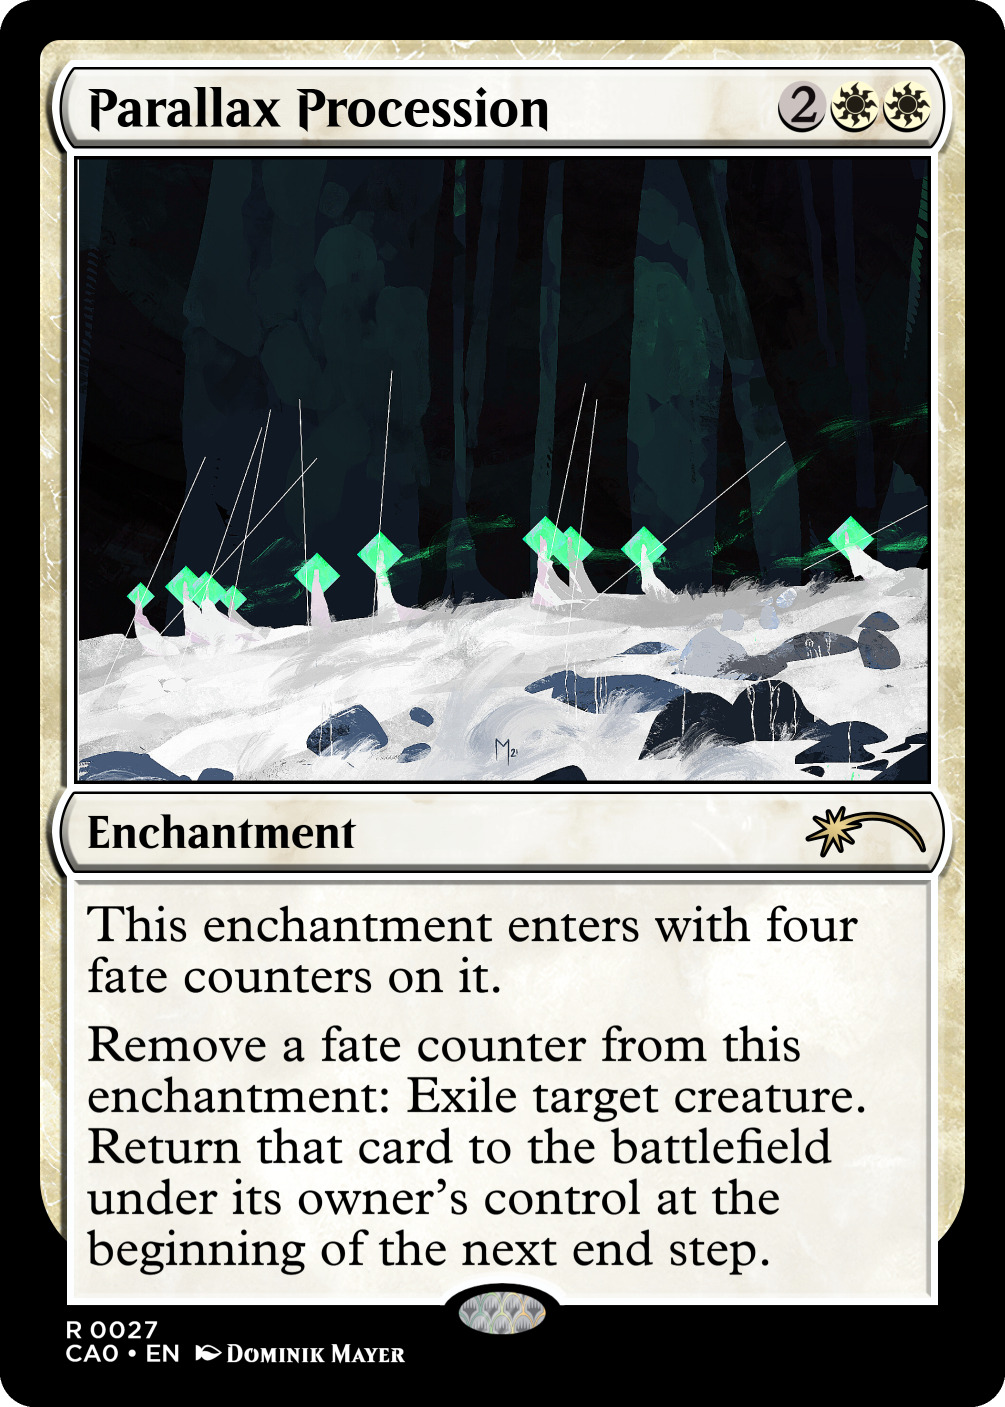 Parallax Procession 2
M 21
Enchantment
This enchantment enters with four
fate counters on it.
Remove a fate counter from this
enchantment: Exile target creature.
Return that card to the battlefield
under its owner’s control at the
beginning of the next end step.
R 0027
CAO • EN Dominik Mayer